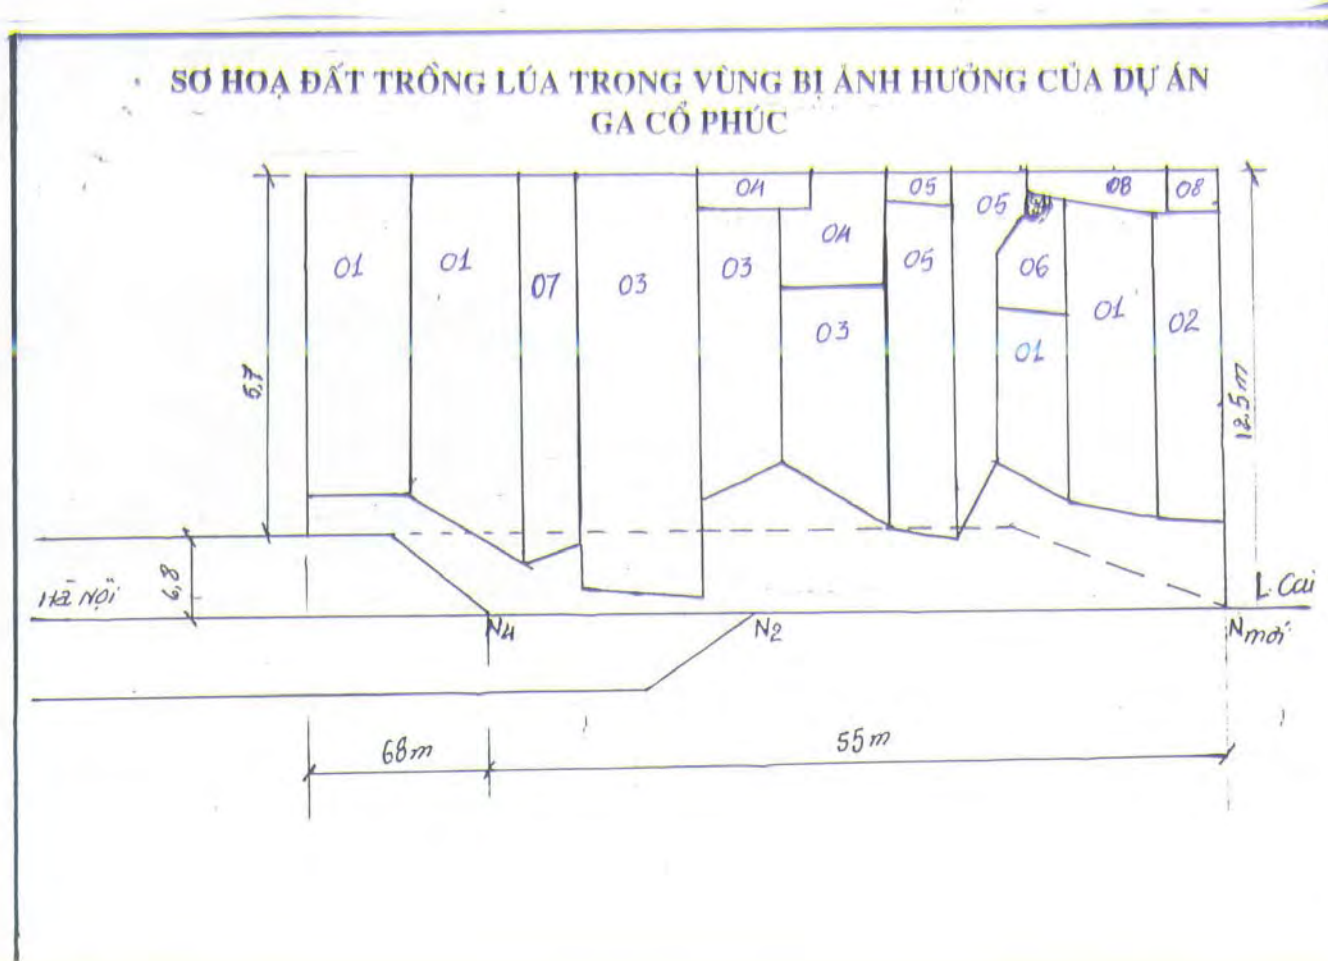 SƠ HOẠ ĐẤT TRỒNG LÚA TRONG VÙNG BỊ ẢNH HƯỞNG CỦA DỰ ÁN
GA CỔ PHÚC
04 05 05 08 08
01 01 07 03 03 04 05 06 01 02
03 01
5,7
12.5m
6,8
Hà Nội
L. Cai
N4 N2 Nmới
68m 55m